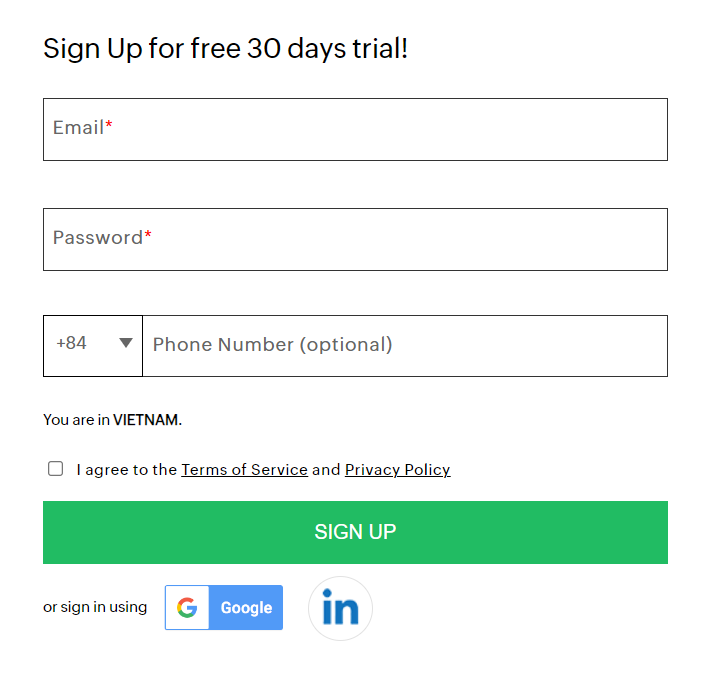 Sign Up for free 30 days trial!
Email*
Password*
+84 Phone Number (optional)
You are in VIETNAM.
I agree to the Terms of Service and Privacy Policy
SIGN UP
or sign in using G Google in